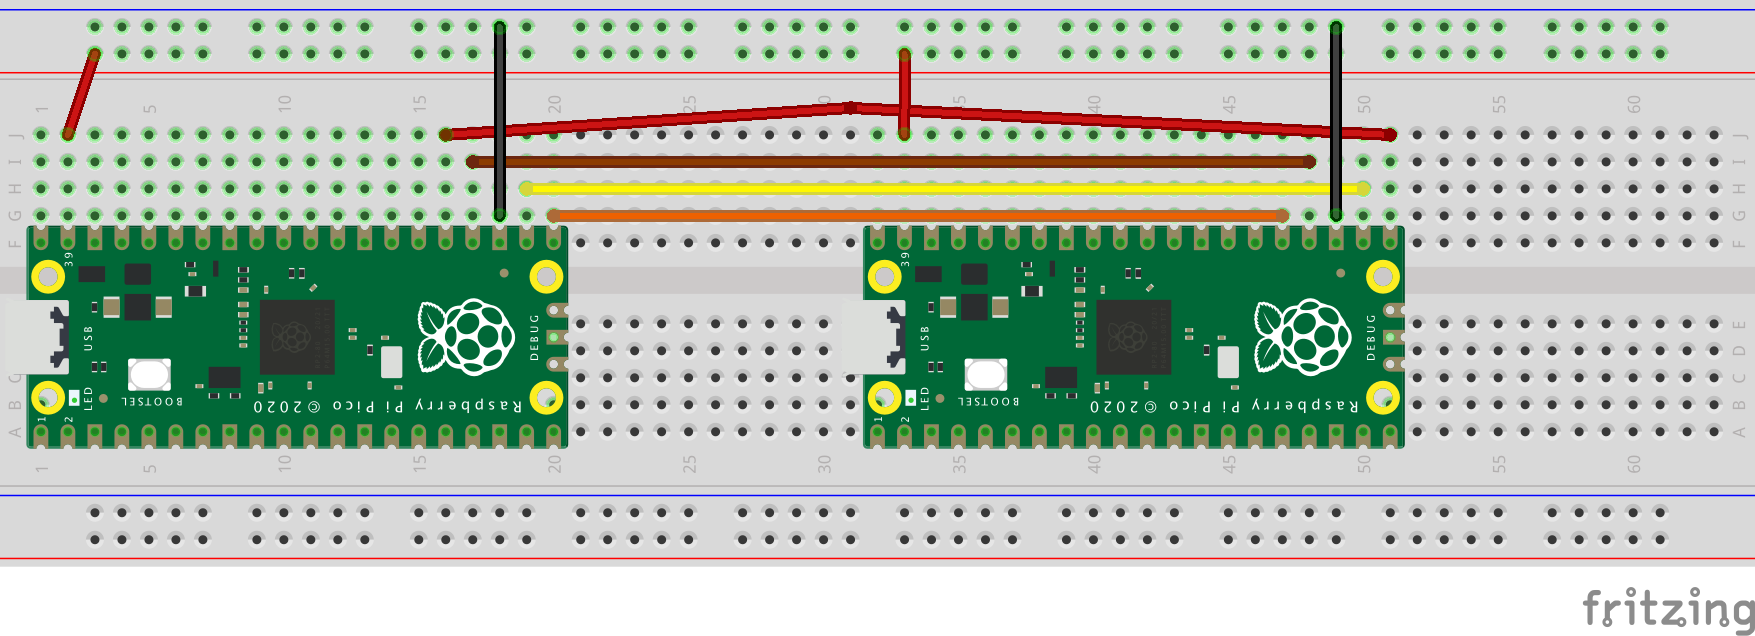 1 5 10 15 20 25 30 35 40 45 50 55 60
J J
I I
H H
G G
F F
39 39
USB DEBUG USB DEBUG
E
D
C C
LED BOOTSEL LED BOOTSEL
B Raspberry Pi Pico © 2020 Raspberry Pi Pico © 2020 B
1 2 1 2
A A
1 5 10 15 20 25 30 35 40 45 50 55 60
fritzing